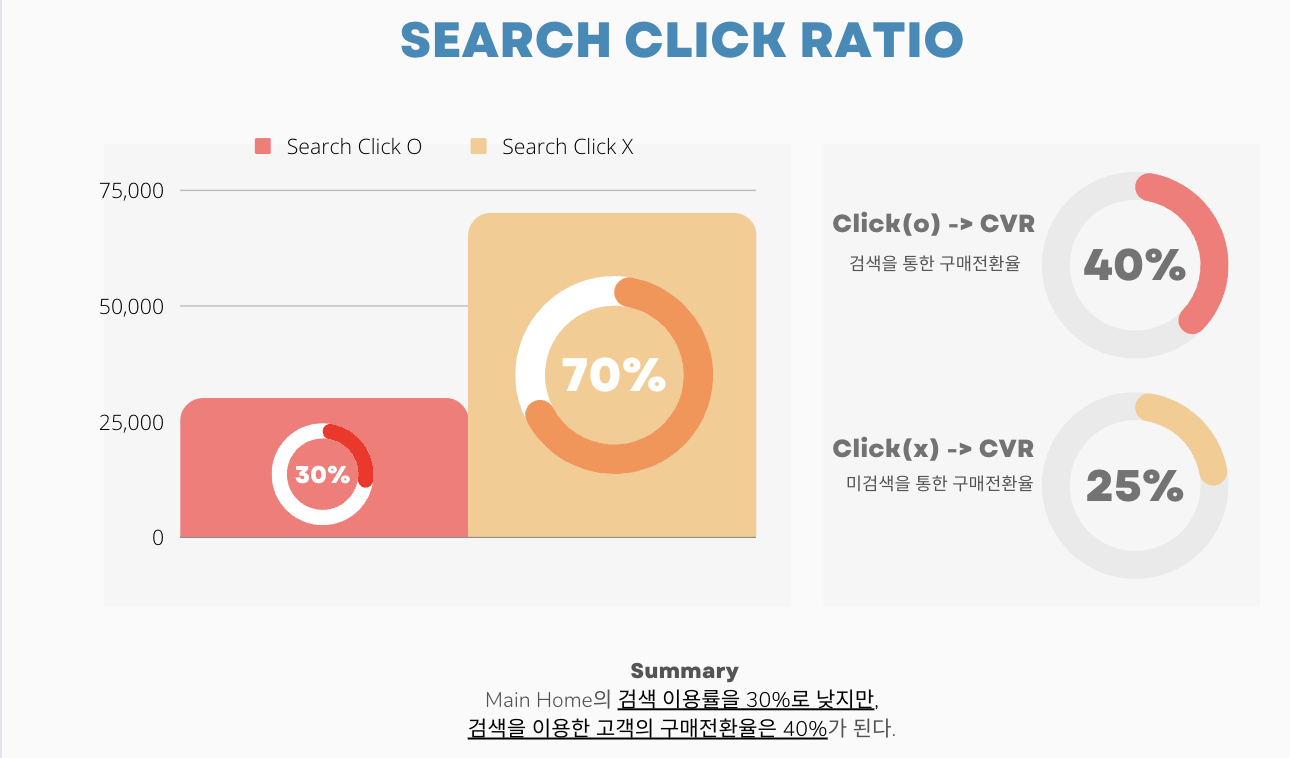 SEARCH CLICK RATIO
Search Click O
Search Click X
75,000
50,000
25,000
0
30%
70%
Click(o) -> CVR
검색을 통한 구매전환율
40%
Click(x) -> CVR
미검색을 통한 구매전환율
25%
Summary
Main Home의 검색 이용률을 30%로 낮지만,
검색을 이용한 고객의 구매전환율은 40%가 된다.